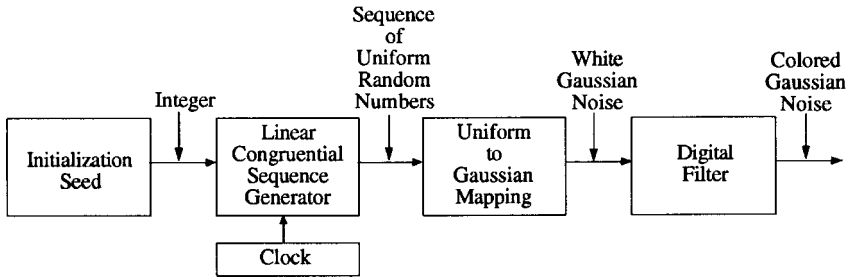 Sequence
of
Uniform
Random
Numbers
White
Gaussian
Noise
Colored
Gaussian
Noise
Integer
Initialization
Seed
Linear
Congruential
Sequence
Generator
Uniform
to
Gaussian
Mapping
Digital
Filter
Clock